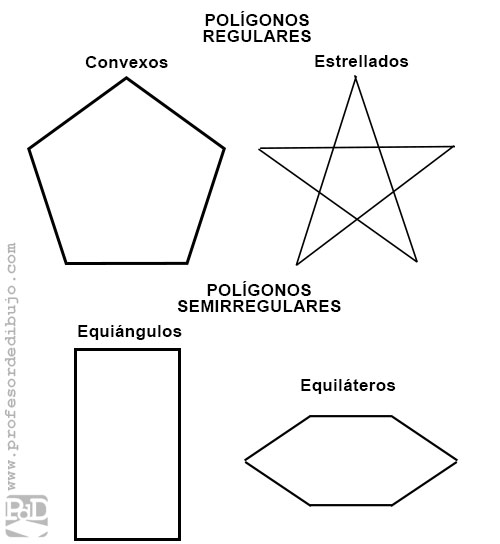 POLÍGONOS
REGULARES
Convexos
Estrellados
POLÍGONOS
SEMIRREGULARES
Equiángulos
Equiláteros
www.profesordedibujo.com
PdD